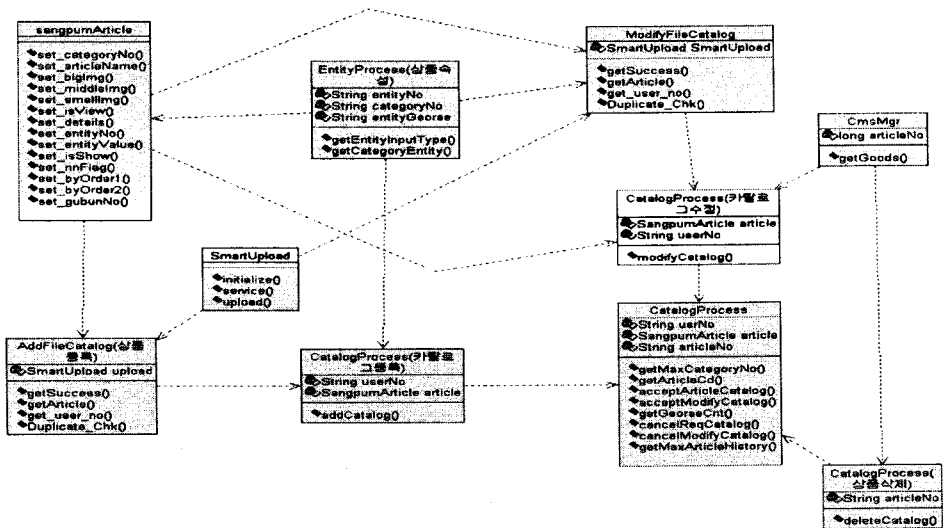 sangpumArticle
set_categoryNo()
set_articleName()
set_bigImg()
set_middleImg()
set_smallImg()
set_isView()
set_details()
set_entityNo()
set_entityValue()
set_isShow()
set_nnFlag()
set_byOrder1()
set_byOrder2()
set_gubunNo()
EntityProcess(상품속
성)
String entityNo
String categoryNo
String entityGeorae
getEntityInputType()
getCategoryEntity()
ModifyFileCatalog
SmartUpload SmartUpload
getSuccess()
getArticle()
get_user_no()
Duplicate_Chk()
CmsMgr
long articleNo
getGoods()
CatalogProcess(카탈로
그수정)
SangpumArticle article
String userNo
modifyCatalog()
SmartUpload
initialize()
service()
upload()
CatalogProcess
String usrNo
SangpumArticle article
String articleNo
getMaxCategoryNo()
getArticleCd()
acceptArticleCatalog()
acceptModifyCatalog()
getGeoraeCnt()
cancelReqCatalog()
cancelModifyCatalog()
getMaxArticleHistory()
AddFileCatalog(상품
등록)
SmartUpload upload
getSuccess()
getArticle()
get_user_no()
Duplicate_Chk()
CatalogProcess(카탈로
그등록)
String userNo
SangpumArticle article
addCatalog()
CatalogProcess(
상품삭제)
String articleNo
deleteCatalog()